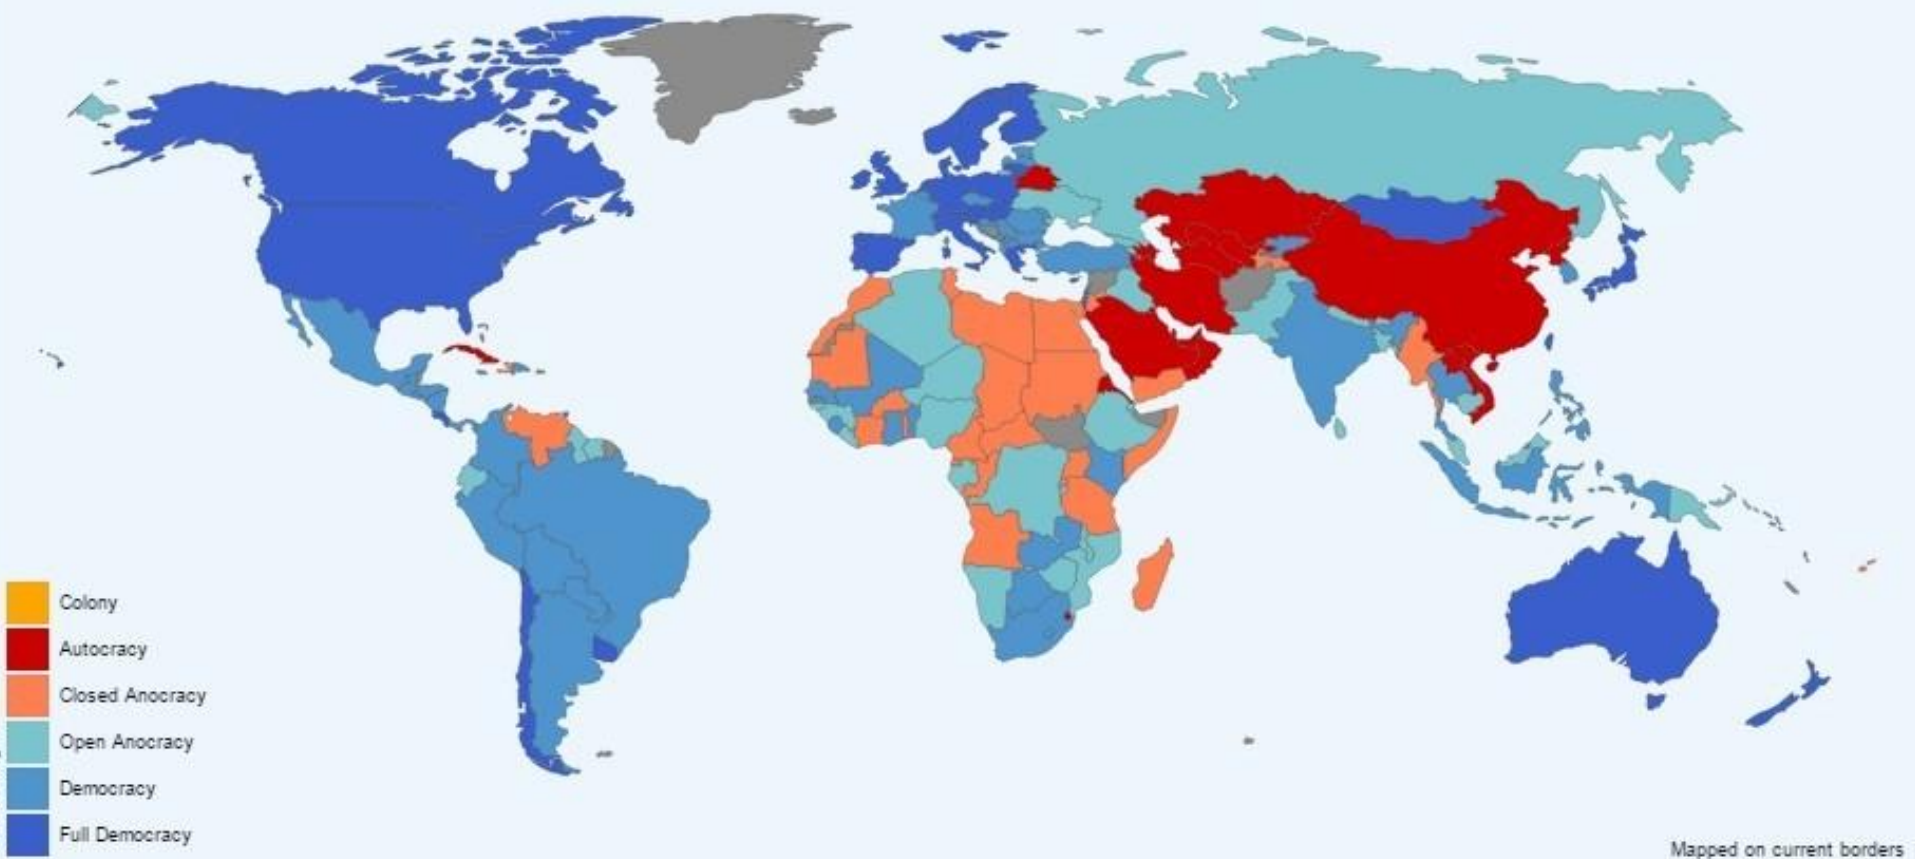 Colony
Autocracy
Closed Anocracy
Open Anocracy
Democracy
Full Democracy
Mapped on current borders